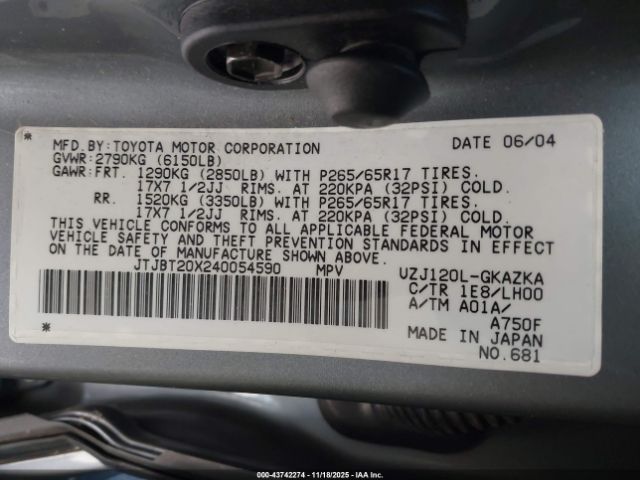 MFD.BY:TOYOTA MOTOR CORPORATION DATE 06/04
GVWR:2790KG (6150LB)
GAWR:FRT. 1290KG (2850LB) WITH P265/65R17 TIRES.
17X7 1/2JJ RIMS. AT 220KPA (32PSI) COLD.
RR. 1520KG (3350LB) WITH P265/65R17 TIRES.
17X7 1/2JJ RIMS. AT 220KPA (32PSI) COLD.
THIS VEHICLE CONFORMS TO ALL APPLICABLE FEDERAL MOTOR
VEHICLE SAFETY AND THEFT PREVENTION STANDARDS IN EFFECT
ON THE DATE OF MANUFACTURE SHOWN ABOVE.
JTJBT20X240054590 MPV UZJ120L-GKAZKA
C/TR 1E8/LH00
A/TM A01A/
A750F
MADE IN JAPAN
NO.681
000-43742274 - 11/18/2025 - IAA Inc.